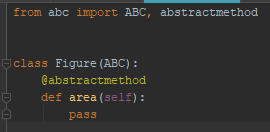 from abc import ABC, abstractmethod
class Figure(ABC):
@abstractmethod
def area(self):
pass